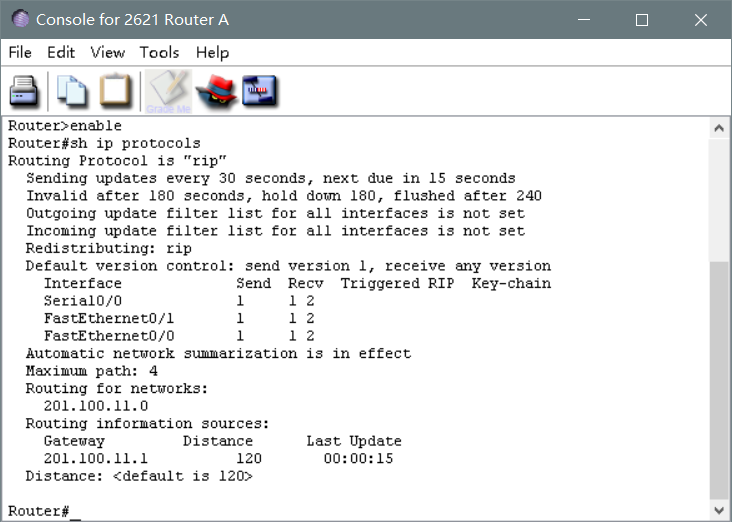 Console for 2621 Router A
File Edit View Tools Help
Grade Me
Router>enable
Router#sh ip protocols
Routing Protocol is "rip"
  Sending updates every 30 seconds, next due in 15 seconds
  Invalid after 180 seconds, hold down 180, flushed after 240
  Outgoing update filter list for all interfaces is not set
  Incoming update filter list for all interfaces is not set
  Redistributing: rip
  Default version control: send version 1, receive any version
    Interface             Send  Recv  Triggered RIP  Key-chain
    Serial0/0             1     1 2
    FastEthernet0/1       1     1 2
    FastEthernet0/0       1     1 2
  Automatic network summarization is in effect
  Maximum path: 4
  Routing for networks:
    201.100.11.0
  Routing information sources:
    Gateway         Distance      Last Update
    201.100.11.1          120       00:00:15
  Distance: <default is 120>
Router#_